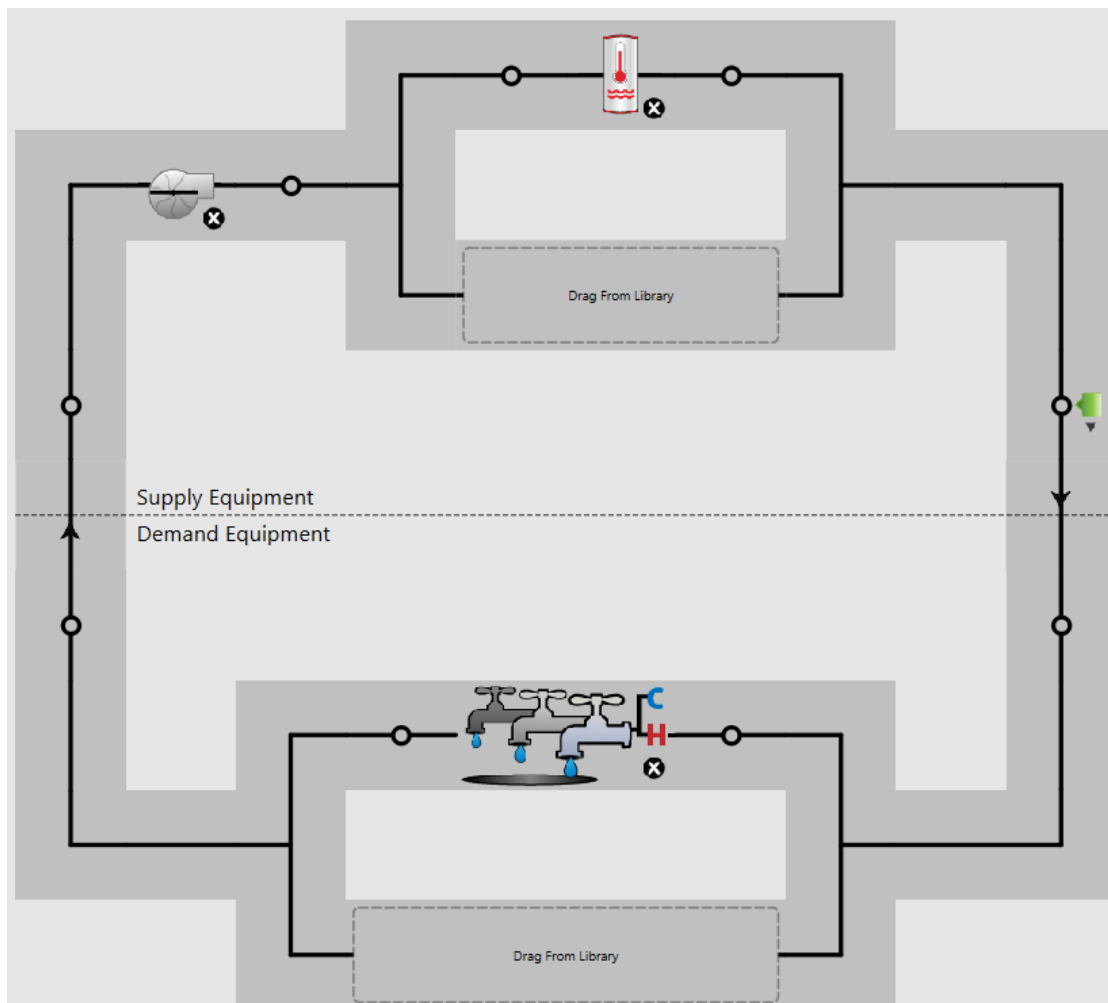 Drag From Library
Supply Equipment
Demand Equipment
C
H
Drag From Library